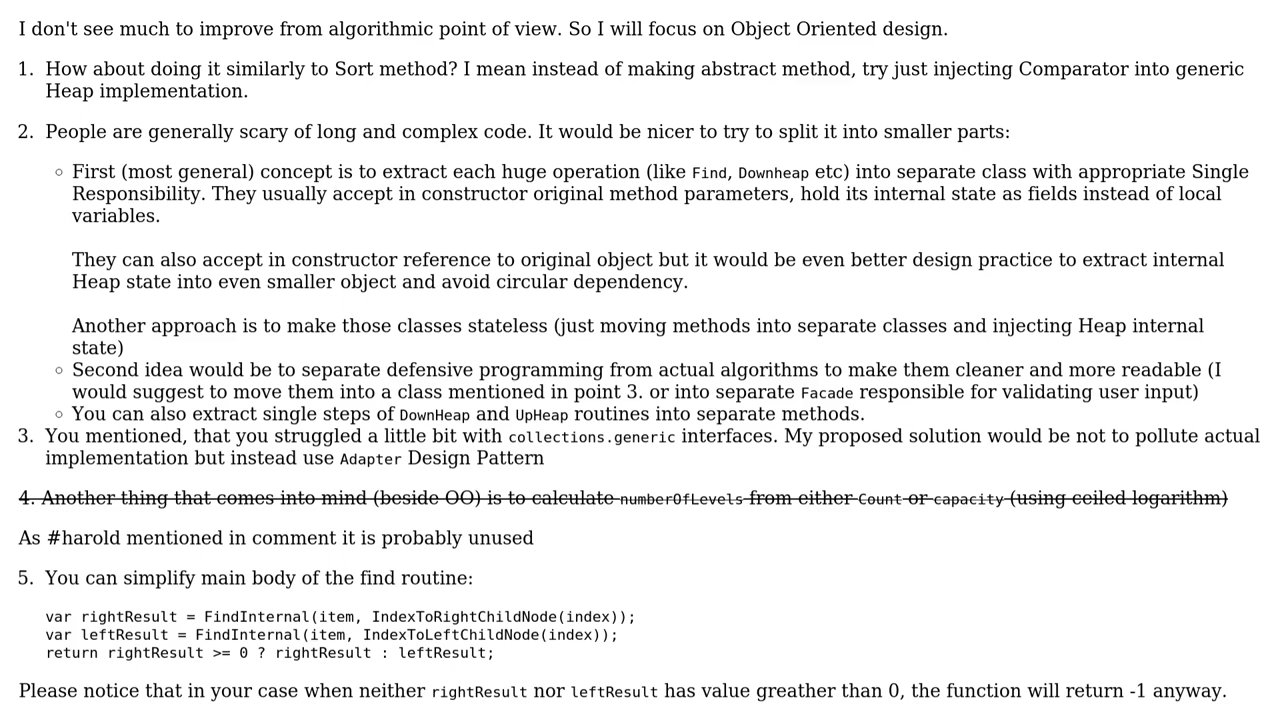 I don't see much to improve from algorithmic point of view. So I will focus on Object Oriented design.
1. How about doing it similarly to Sort method? I mean instead of making abstract method, try just injecting Comparator into generic
Heap implementation.
2. People are generally scary of long and complex code. It would be nicer to try to split it into smaller parts:
◦ First (most general) concept is to extract each huge operation (like Find, Downheap etc) into separate class with appropriate Single
Responsibility. They usually accept in constructor original method parameters, hold its internal state as fields instead of local
variables.
They can also accept in constructor reference to original object but it would be even better design practice to extract internal
Heap state into even smaller object and avoid circular dependency.
Another approach is to make those classes stateless (just moving methods into separate classes and injecting Heap internal
state)
◦ Second idea would be to separate defensive programming from actual algorithms to make them cleaner and more readable (I
would suggest to move them into a class mentioned in point 3. or into separate Facade responsible for validating user input)
◦ You can also extract single steps of DownHeap and UpHeap routines into separate methods.
3. You mentioned, that you struggled a little bit with collections.generic interfaces. My proposed solution would be not to pollute actual
implementation but instead use Adapter Design Pattern
4. Another thing that comes into mind (beside OO) is to calculate numberOfLevels from either Count or capacity (using ceiled logarithm)
As #harold mentioned in comment it is probably unused
5. You can simplify main body of the find routine:
var rightResult = FindInternal(item, IndexToRightChildNode(index));
var leftResult = FindInternal(item, IndexToLeftChildNode(index));
return rightResult >= 0 ? rightResult : leftResult;
Please notice that in your case when neither rightResult nor leftResult has value greather than 0, the function will return -1 anyway.